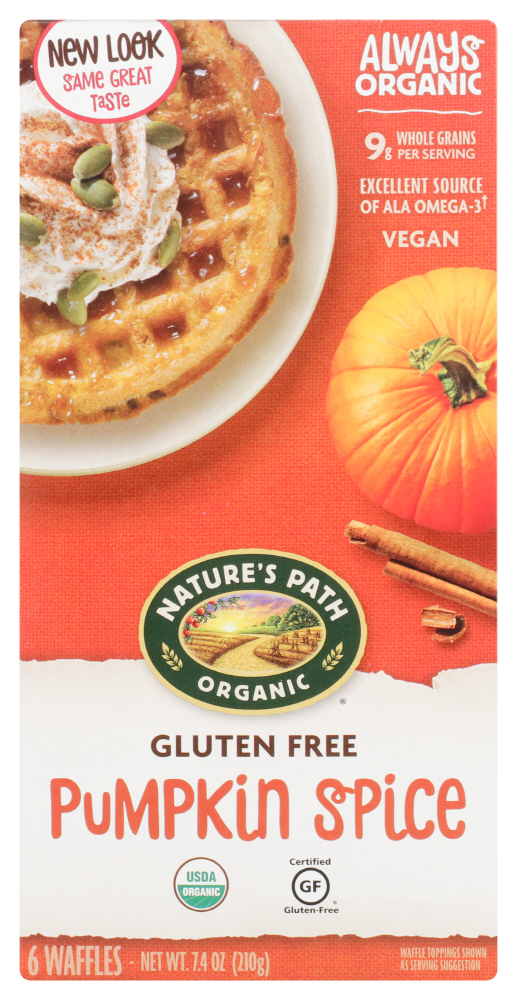 NEW LOOK
SAME GREAT
TaSTe
ALWAYS
ORGANIC
9g WHOLE GRAINS
PER SERVING
EXCELLENT SOURCE
OF ALA OMEGA-3†
VEGAN
NATURE'S PATH
ORGANIC
®
GLUTEN FREE
PuMPKin SPice
USDA
ORGANIC
Certified
GF
®
Gluten-Free
6 WAFFLES - NET WT. 7.4 OZ (210g)
WAFFLE TOPPINGS SHOWN
AS SERVING SUGGESTION